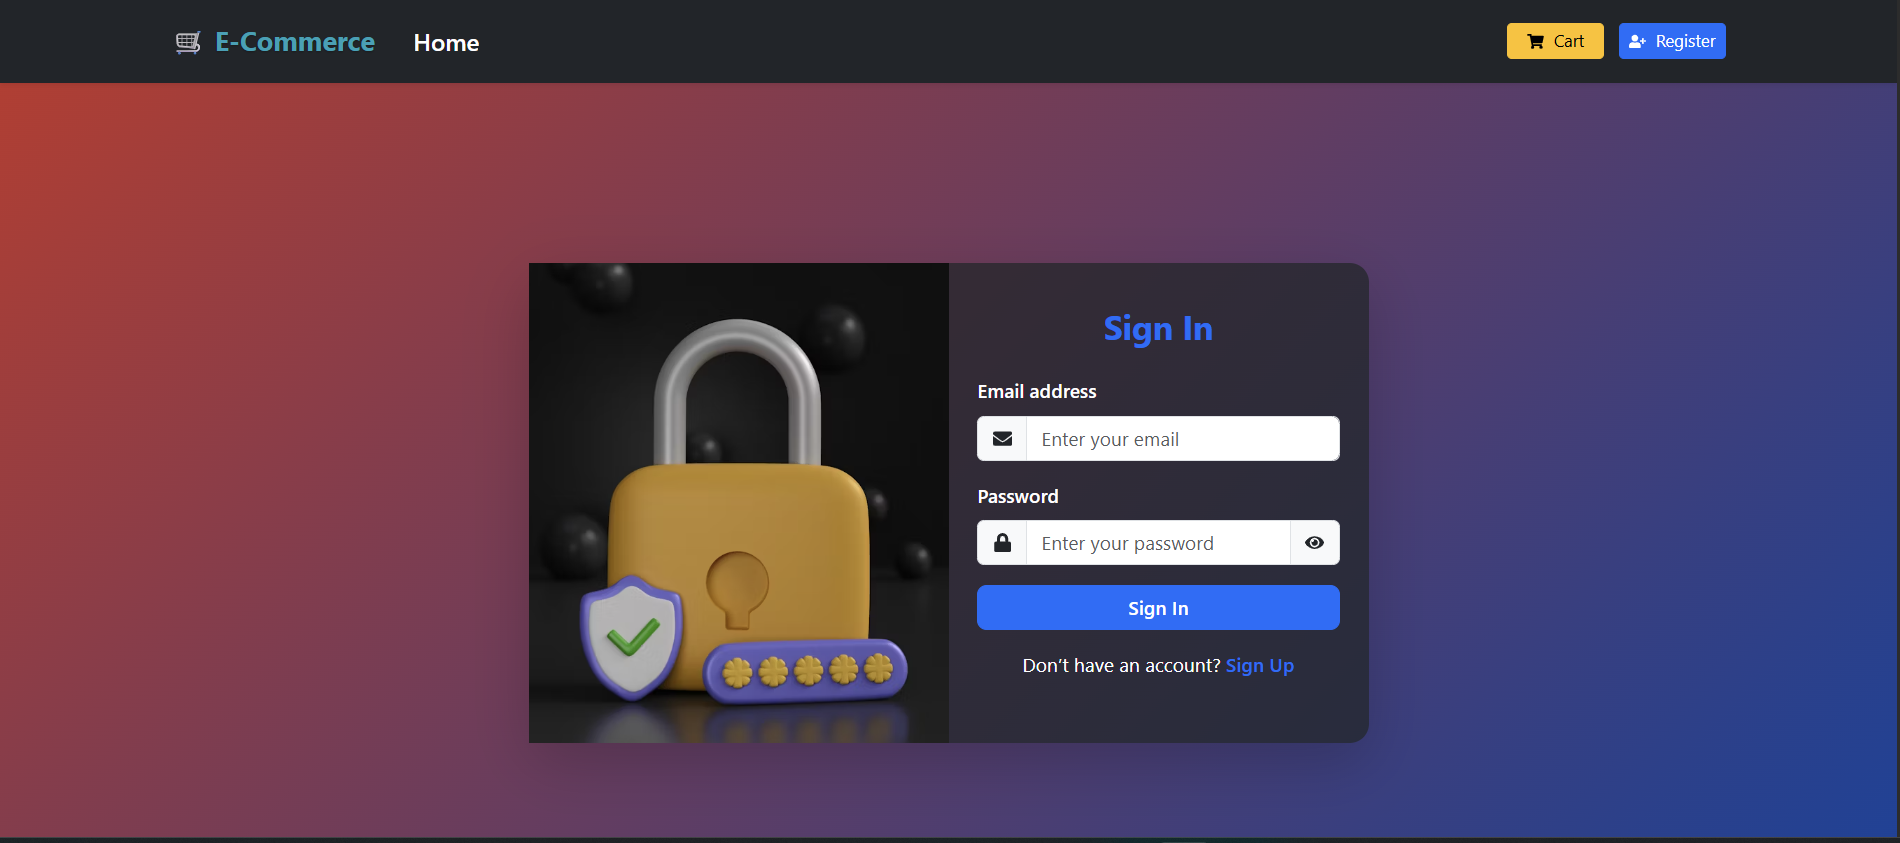 E-Commerce Home Cart Register
Sign In
Email address
Enter your email
Password
Enter your password
Sign In
Don’t have an account? Sign Up